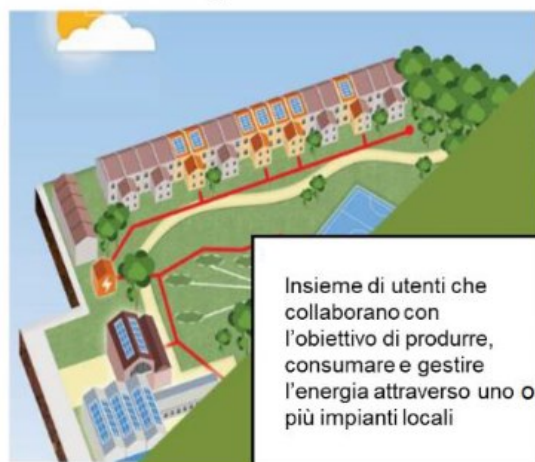 Insieme di utenti che
collaborano con
l'obiettivo di produrre,
consumare e gestire
l'energia attraverso uno o
più impianti locali